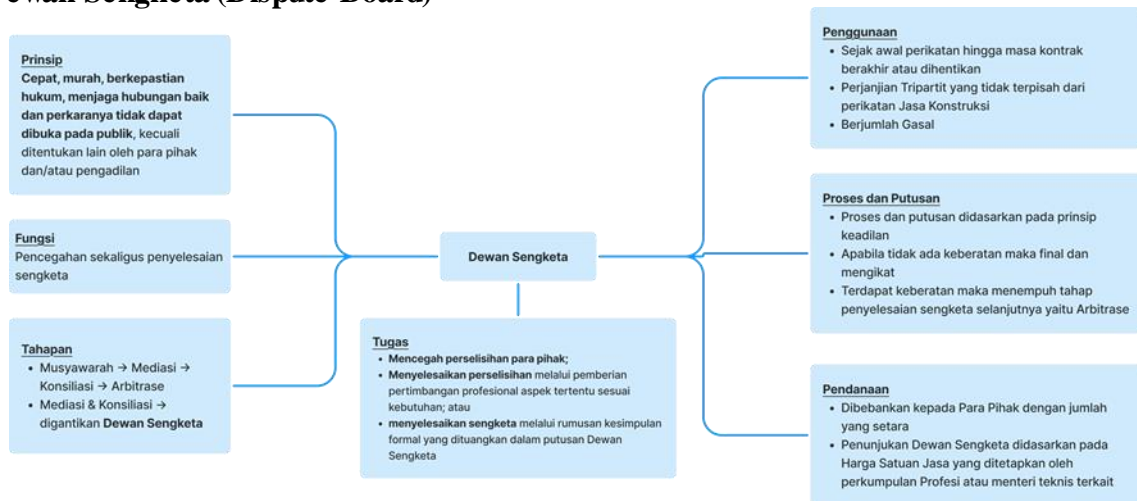 ewan Sengketa (Dispute Board)
Prinsip
Cepat, murah, berkepastian
hukum, menjaga hubungan baik
dan perkaranya tidak dapat
dibuka pada publik, kecuali
ditentukan lain oleh para pihak
dan/atau pengadilan
Fungsi
Pencegahan sekaligus penyelesaian
sengketa
Tahapan
• Musyawarah → Mediasi →
Konsiliasi → Arbitrase
• Mediasi & Konsiliasi →
digantikan Dewan Sengketa
Dewan Sengketa
Tugas
• Mencegah perselisihan para pihak;
• Menyelesaikan perselisihan melalui pemberian
pertimbangan profesional aspek tertentu sesuai
kebutuhan; atau
• menyelesaikan sengketa melalui rumusan kesimpulan
formal yang dituangkan dalam putusan Dewan
Sengketa
Penggunaan
• Sejak awal perikatan hingga masa kontrak
berakhir atau dihentikan
• Perjanjian Tripartit yang tidak terpisah dari
perikatan Jasa Konstruksi
• Berjumlah Gasal
Proses dan Putusan
• Proses dan putusan didasarkan pada prinsip
keadilan
• Apabila tidak ada keberatan maka final dan
mengikat
• Terdapat keberatan maka menempuh tahap
penyelesaian sengketa selanjutnya yaitu Arbitrase
Pendanaan
• Dibebankan kepada Para Pihak dengan jumlah
yang setara
• Penunjukan Dewan Sengketa didasarkan pada
Harga Satuan Jasa yang ditetapkan oleh
perkumpulan Profesi atau menteri teknis terkait